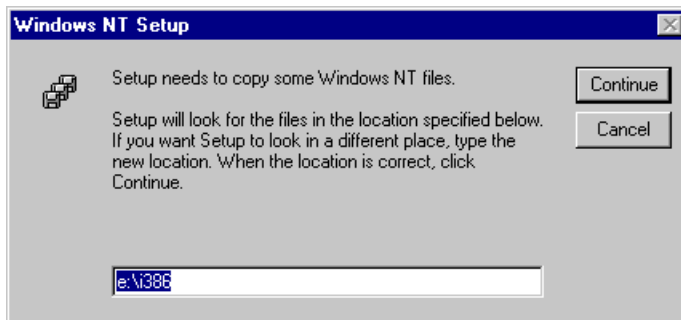 Windows NT Setup
Setup needs to copy some Windows NT files.
Continue
Setup will look for the files in the location specified below.
If you want Setup to look in a different place, type the
new location. When the location is correct, click
Continue.
Cancel
e:\i386